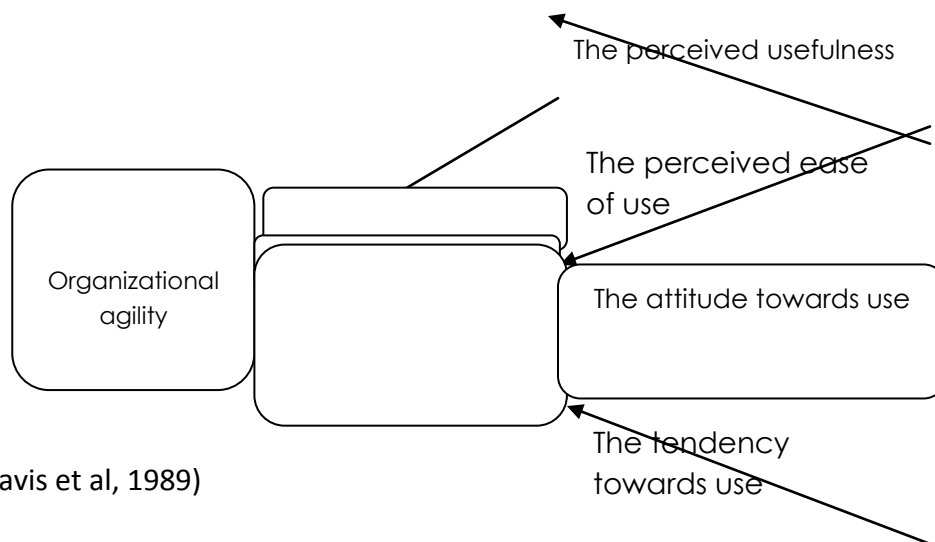 The perceived usefulness
The perceived ease
of use
Organizational
agility
The attitude towards use
The tendency
towards use
avis et al, 1989)